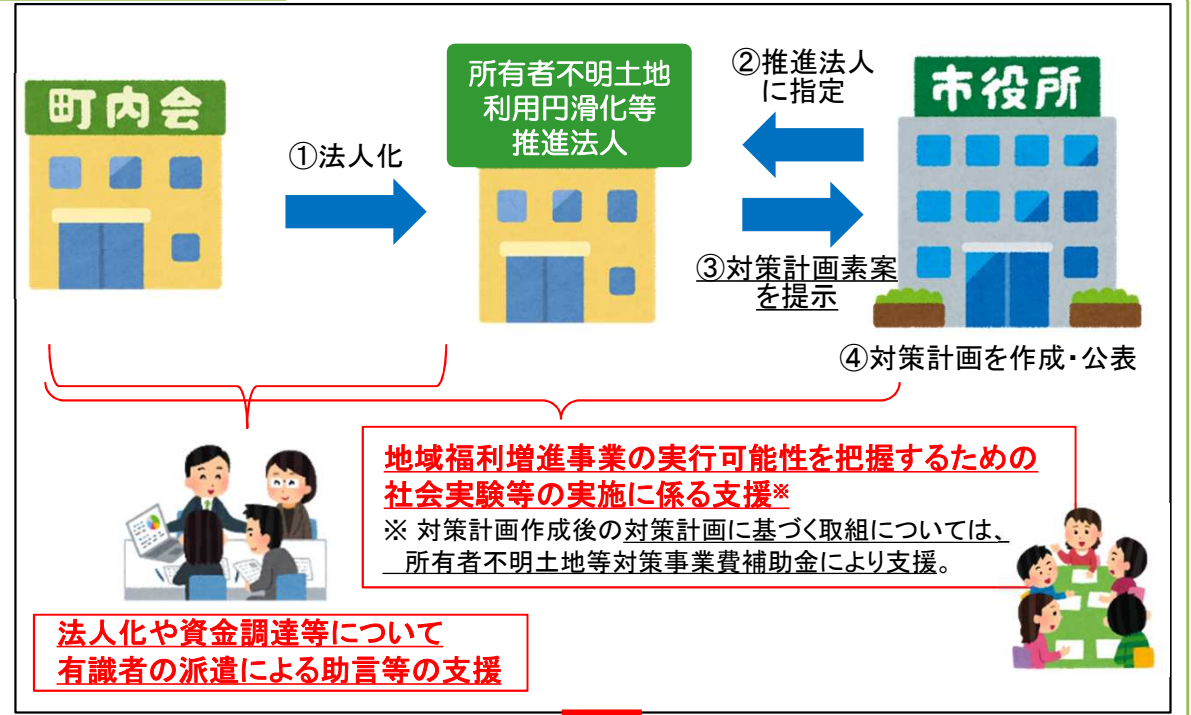 町内会
①法人化
所有者不明土地
利用円滑化等
推進法人
②推進法人
に指定
市役所
③対策計画素案
を提示
④対策計画を作成・公表
地域福利増進事業の実行可能性を把握するための
社会実験等の実施に係る支援※
※ 対策計画作成後の対策計画に基づく取組については、
所有者不明土地等対策事業費補助金により支援。
法人化や資金調達等について
有識者の派遣による助言等の支援